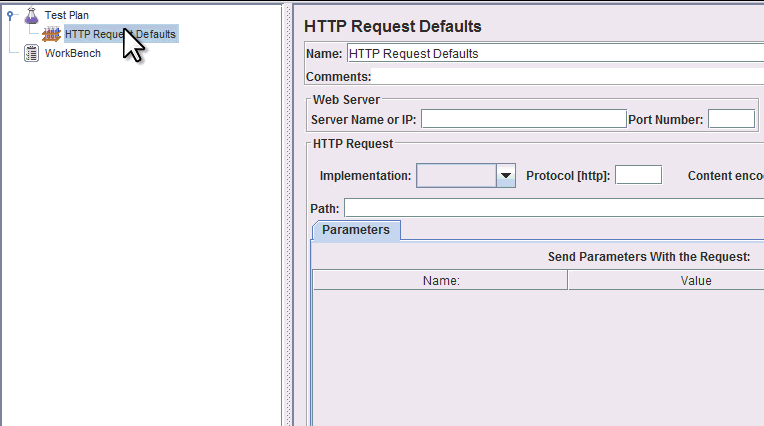 Test Plan
HTTP Request Defaults
WorkBench
HTTP Request Defaults
Name: HTTP Request Defaults
Comments:
Web Server
Server Name or IP: Port Number:
HTTP Request
Implementation: Protocol [http]: Content enco
Path:
Parameters
Send Parameters With the Request:
Name: Value